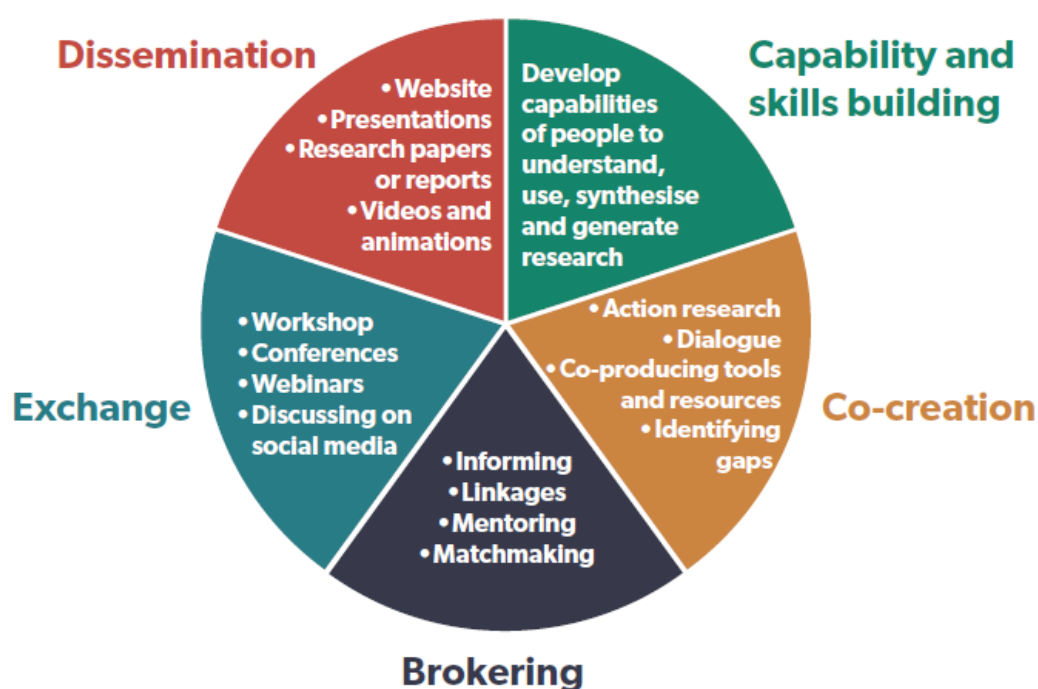 Dissemination
• Website
• Presentations
• Research papers
or reports
• Videos and
animations
Capability and
skills building
Develop
capabilities
of people to
understand,
use, synthesise
and generate
research
Co-creation
• Action research
• Dialogue
• Co-producing tools
and resources
• Identifying
gaps
Brokering
• Informing
• Linkages
• Mentoring
• Matchmaking
Exchange
• Workshop
• Conferences
• Webinars
• Discussing on
social media